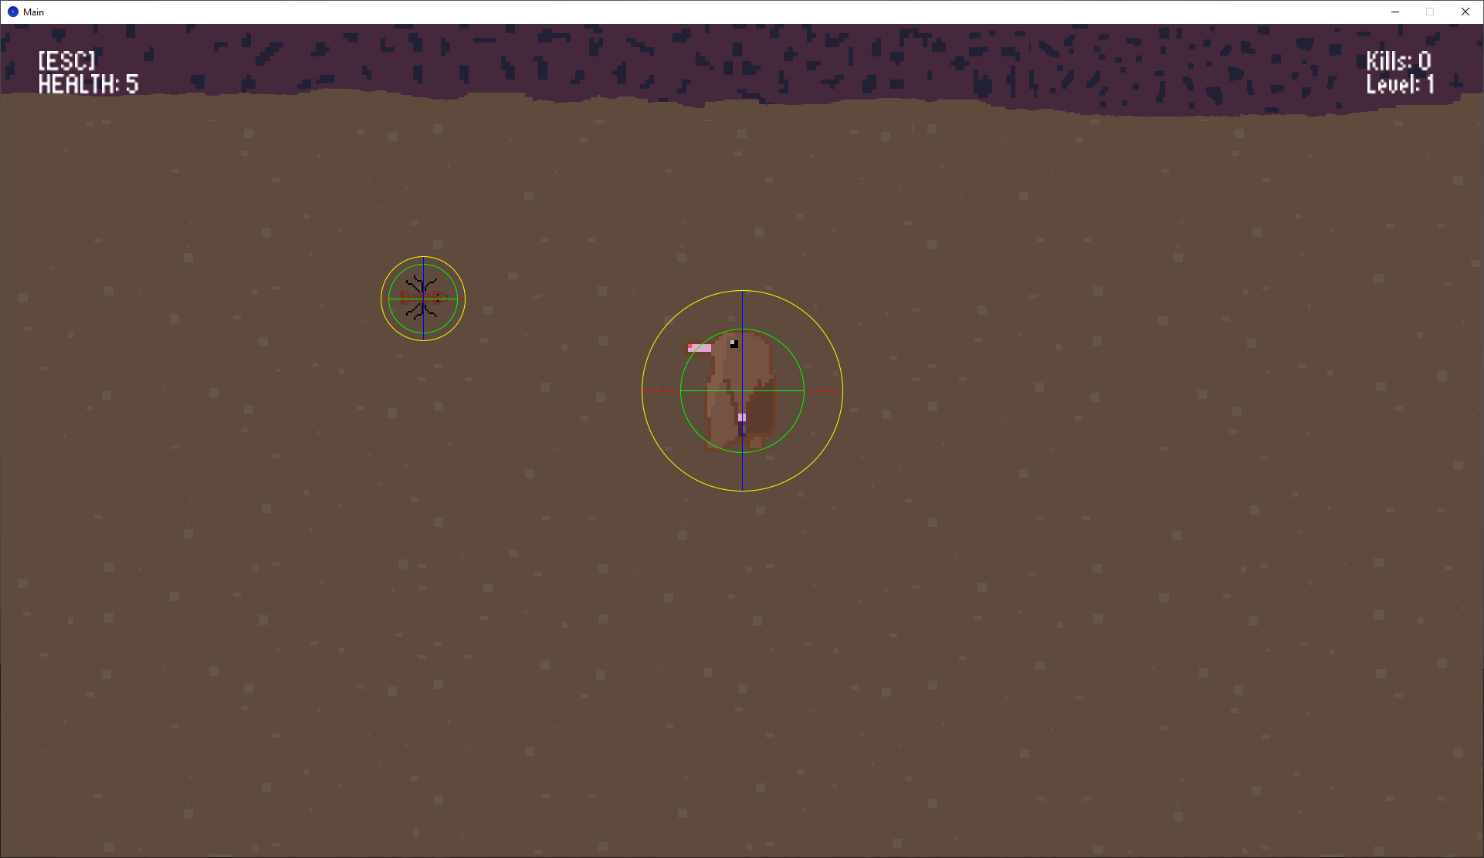 Main
[ESC]
HEALTH: 5
Kills: 0
Level: 1